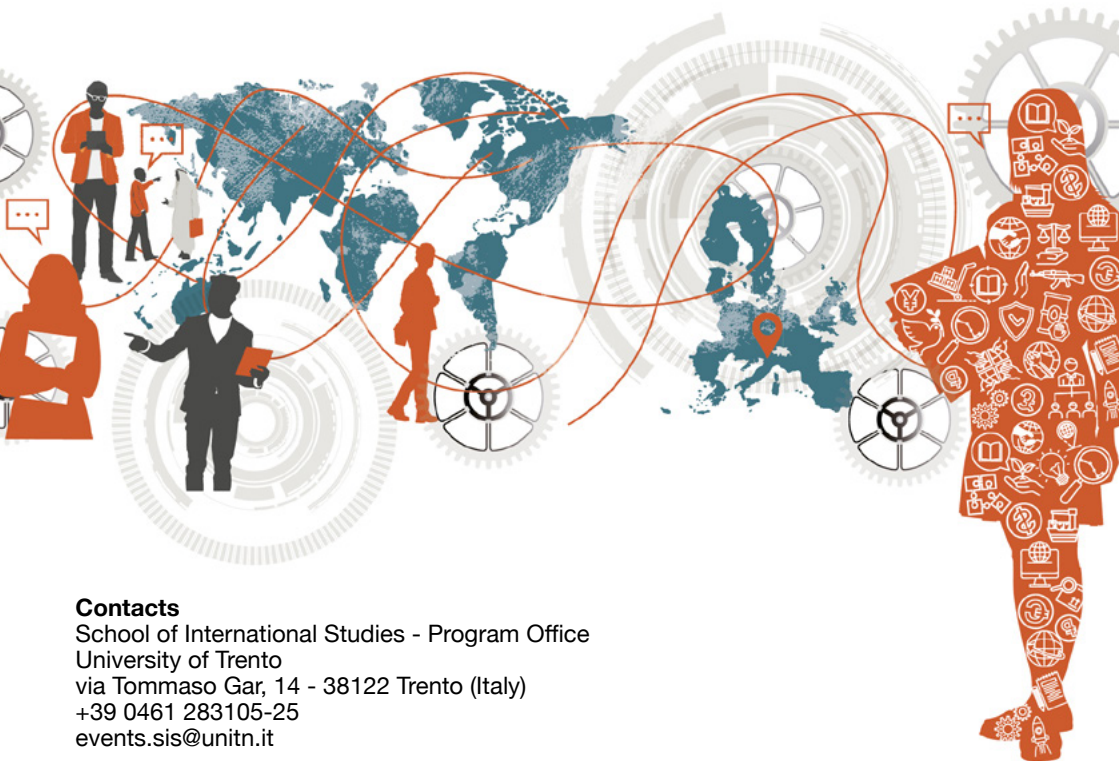 Contacts
School of International Studies - Program Office
University of Trento
via Tommaso Gar, 14 - 38122 Trento (Italy)
+39 0461 283105-25
events.sis@unitn.it